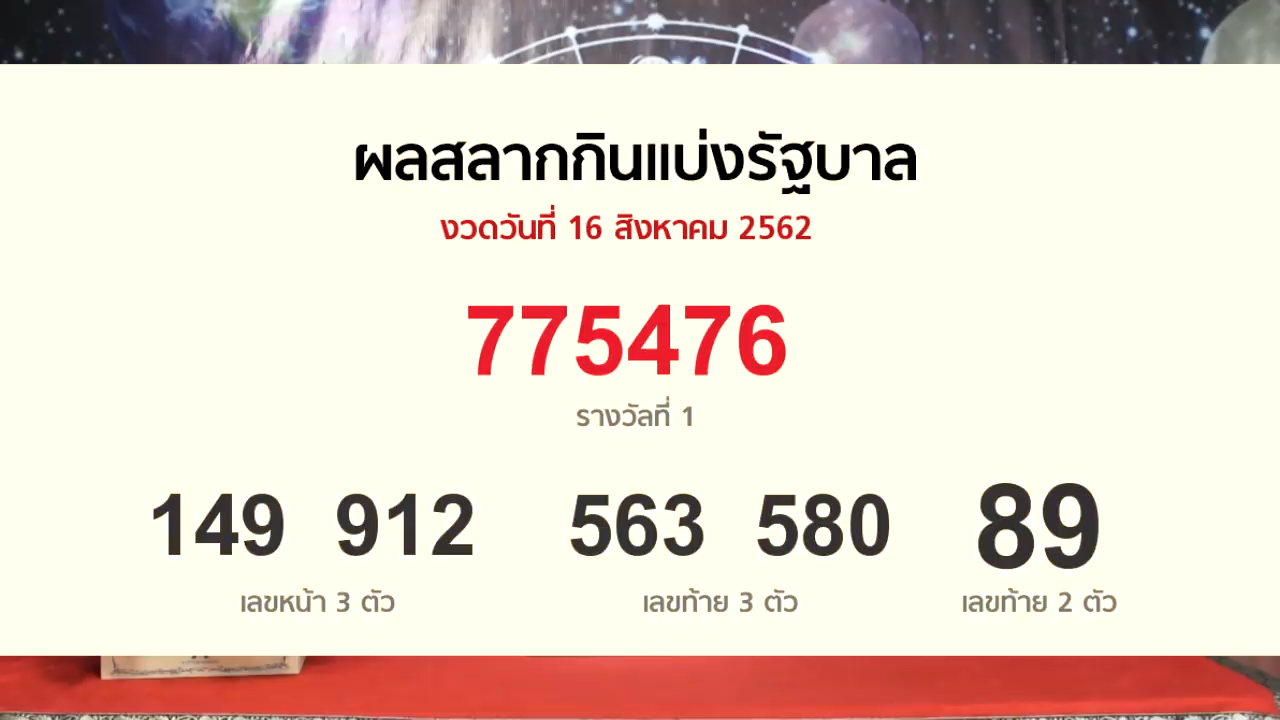 ผลสลากกินแบ่งรัฐบาล
งวดวันที่ 16 สิงหาคม 2562
775476
รางวัลที่ 1
149 912 563 580 89
เลขหน้า 3 ตัว เลขท้าย 3 ตัว เลขท้าย 2 ตัว